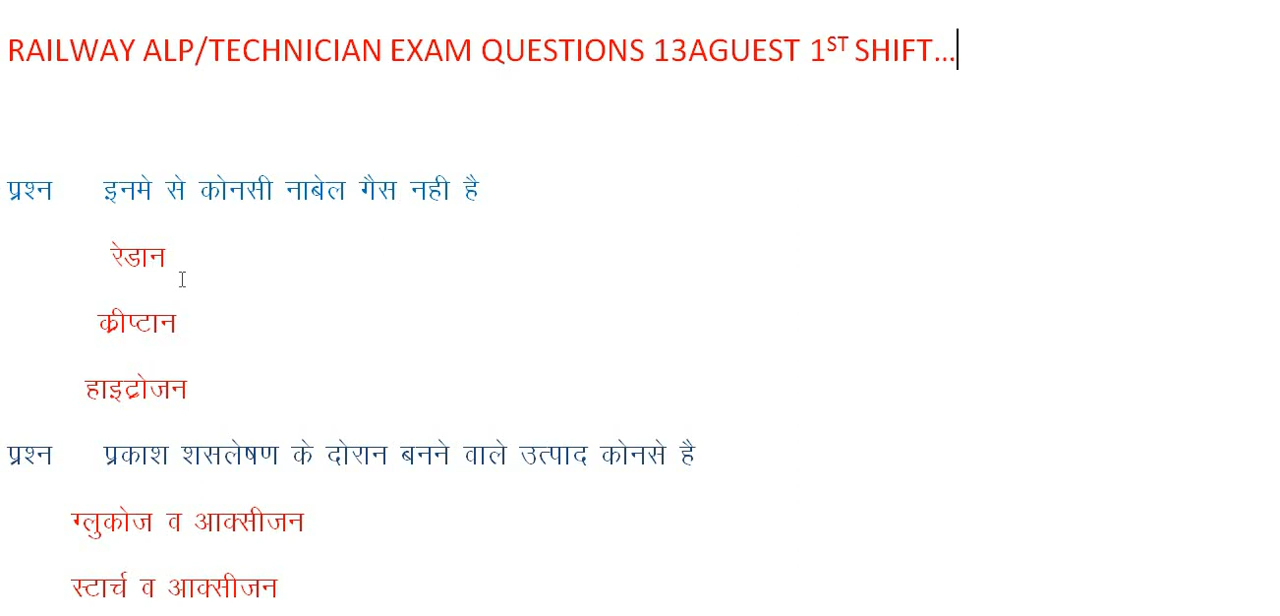 RAILWAY ALP/TECHNICIAN EXAM QUESTIONS 13AGUEST 1ST SHIFT...
प्रश्न इनमे से कोनसी नाबेल गैस नही है
रेडान
क्रीप्टान
हाइट्रोजन
प्रश्न प्रकाश शसलेषण के दोरान बनने वाले उत्पाद कोनसे है
ग्लुकोज व आक्सीजन
स्टार्च व आक्सीजन